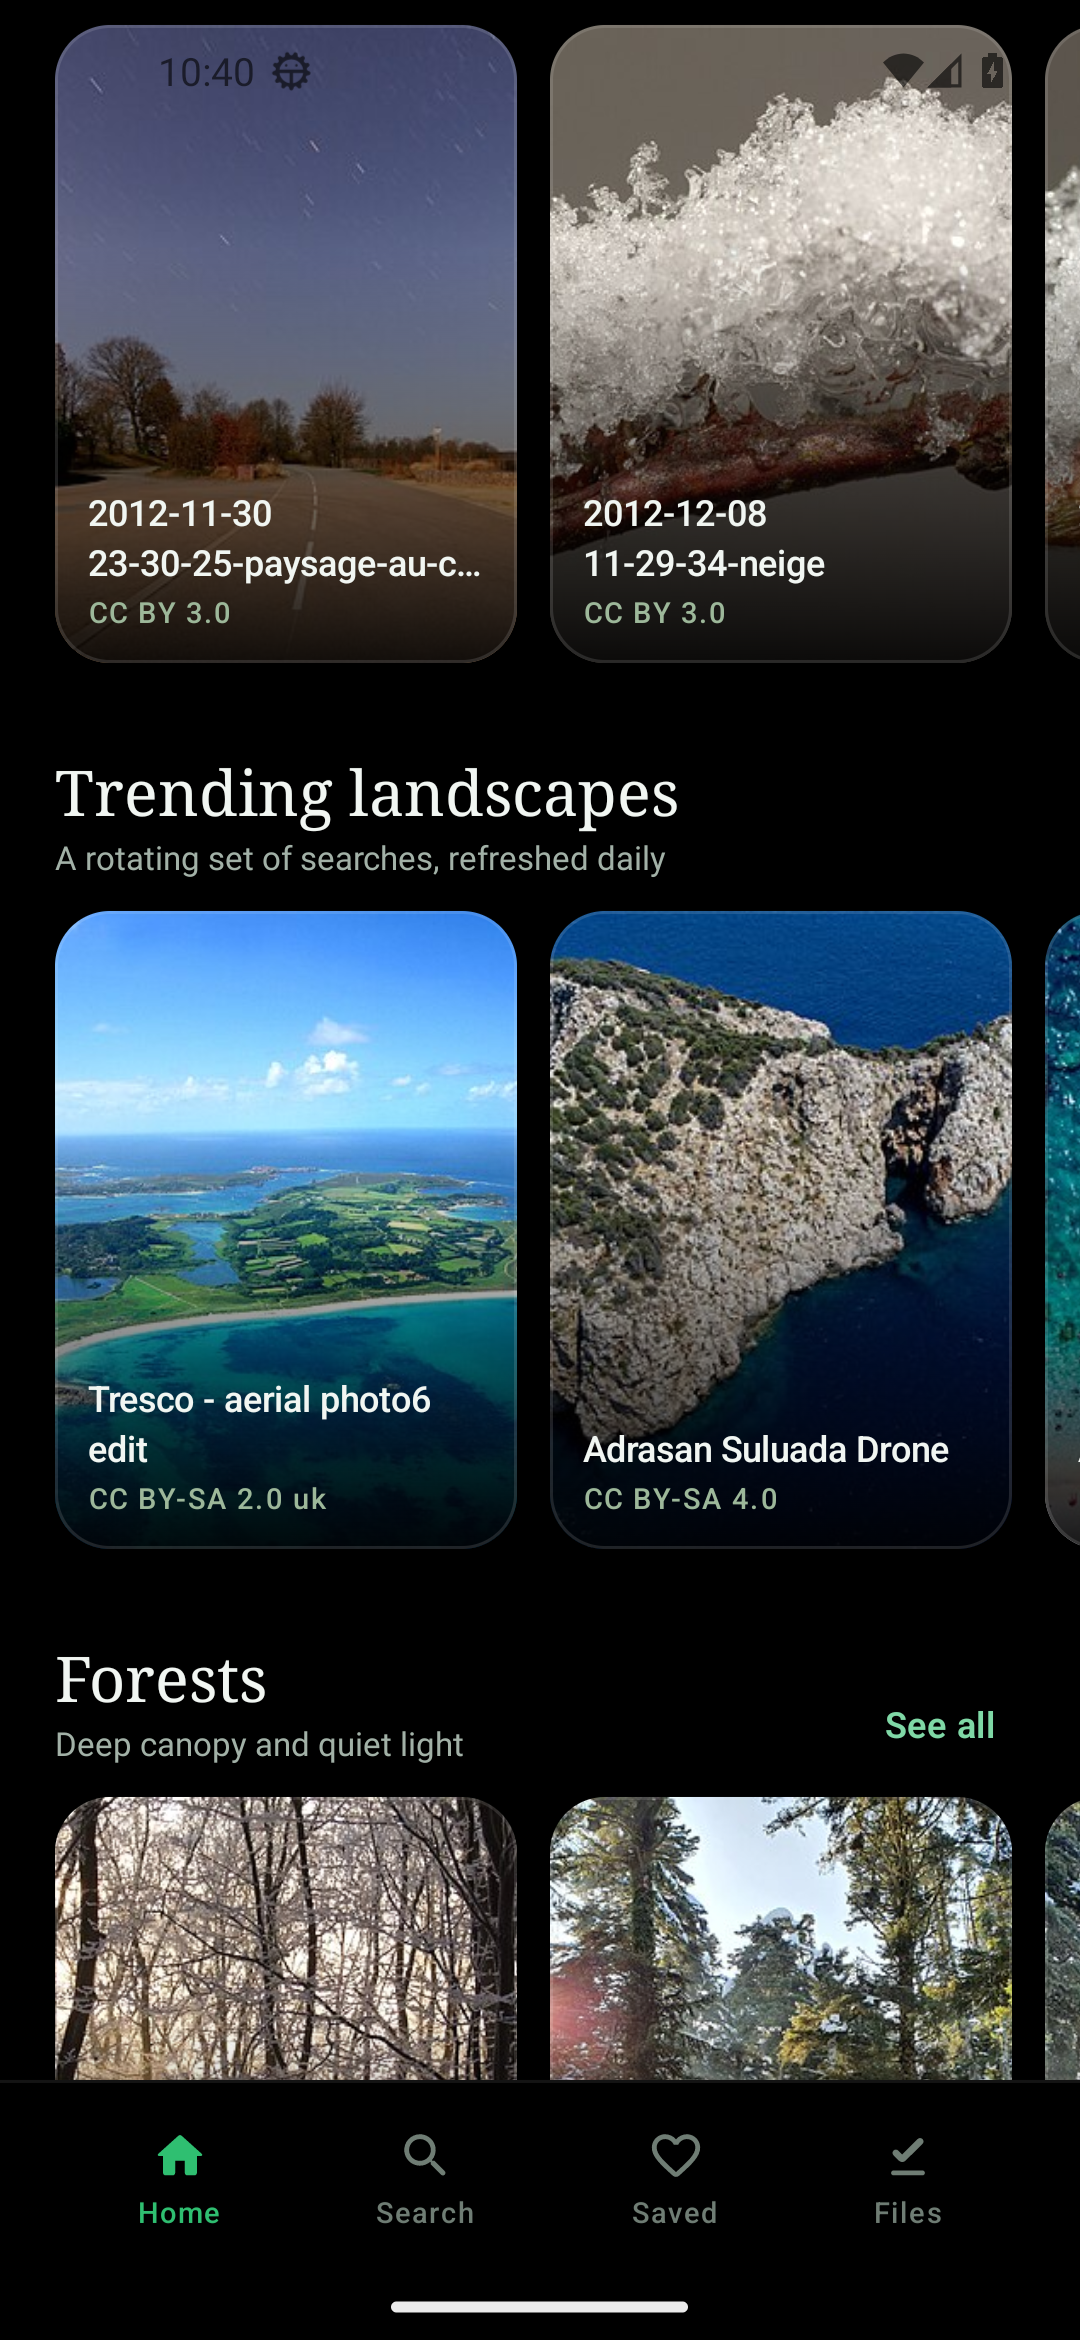 10:40
2012-11-30
23-30-25-paysage-au-c...
CC BY 3.0
2012-12-08
11-29-34-neige
CC BY 3.0
Trending landscapes
A rotating set of searches, refreshed daily
Tresco - aerial photo6
edit
CC BY-SA 2.0 uk
Adrasan Suluada Drone
CC BY-SA 4.0
Forests
Deep canopy and quiet light
See all
Home
Search
Saved
Files